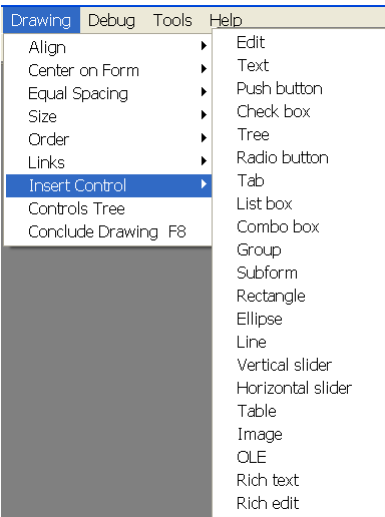 Drawing Debug Tools Help
Align
Center on Form
Equal Spacing
Size
Order
Links
Insert Control
Controls Tree
Conclude Drawing F8
Edit
Text
Push button
Check box
Tree
Radio button
Tab
List box
Combo box
Group
Subform
Rectangle
Ellipse
Line
Vertical slider
Horizontal slider
Table
Image
OLE
Rich text
Rich edit